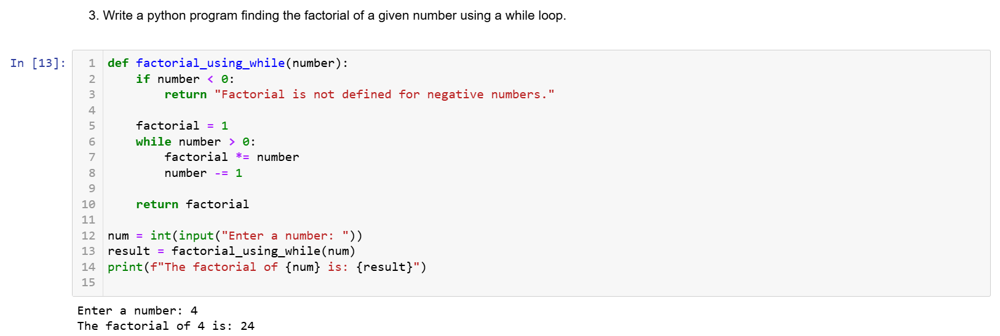 3. Write a python program finding the factorial of a given number using a while loop.
In [13]:
1 def factorial_using_while(number):
2     if number < 0:
3         return "Factorial is not defined for negative numbers."
4
5     factorial = 1
6     while number > 0:
7         factorial *= number
8         number -= 1
9
10     return factorial
11
12 num = int(input("Enter a number: "))
13 result = factorial_using_while(num)
14 print(f"The factorial of {num} is: {result}")
15
Enter a number: 4
The factorial of 4 is: 24